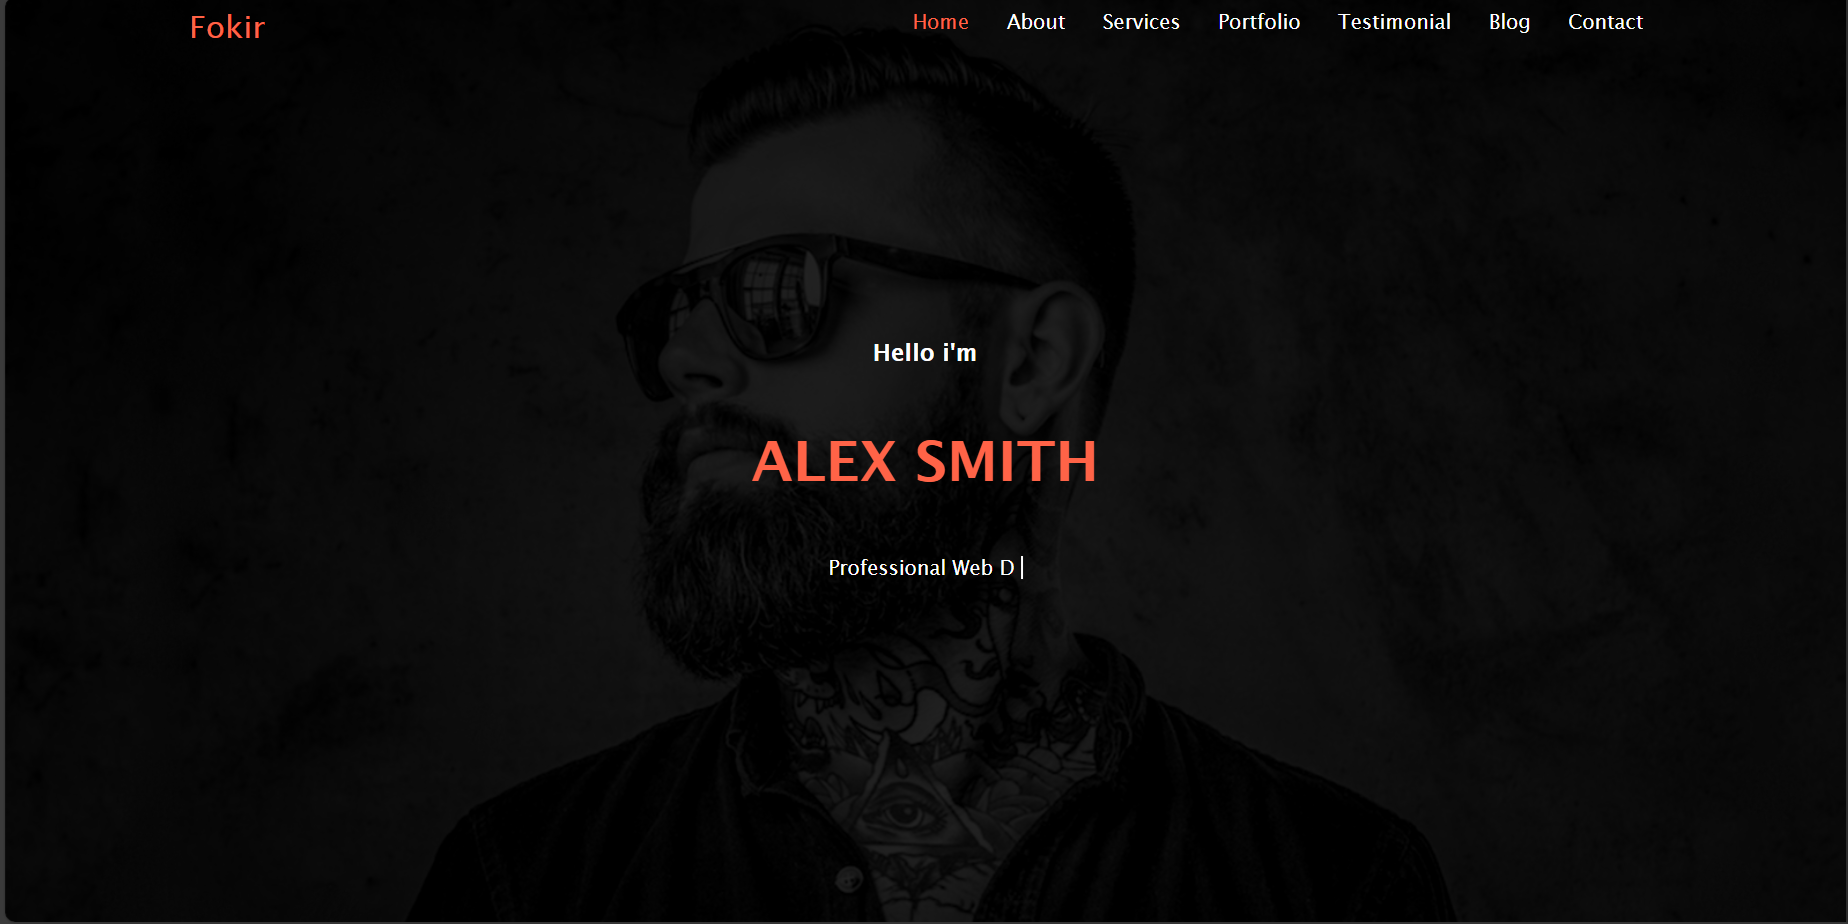 Fokir
Home About Services Portfolio Testimonial Blog Contact
Hello i'm
ALEX SMITH
Professional Web D